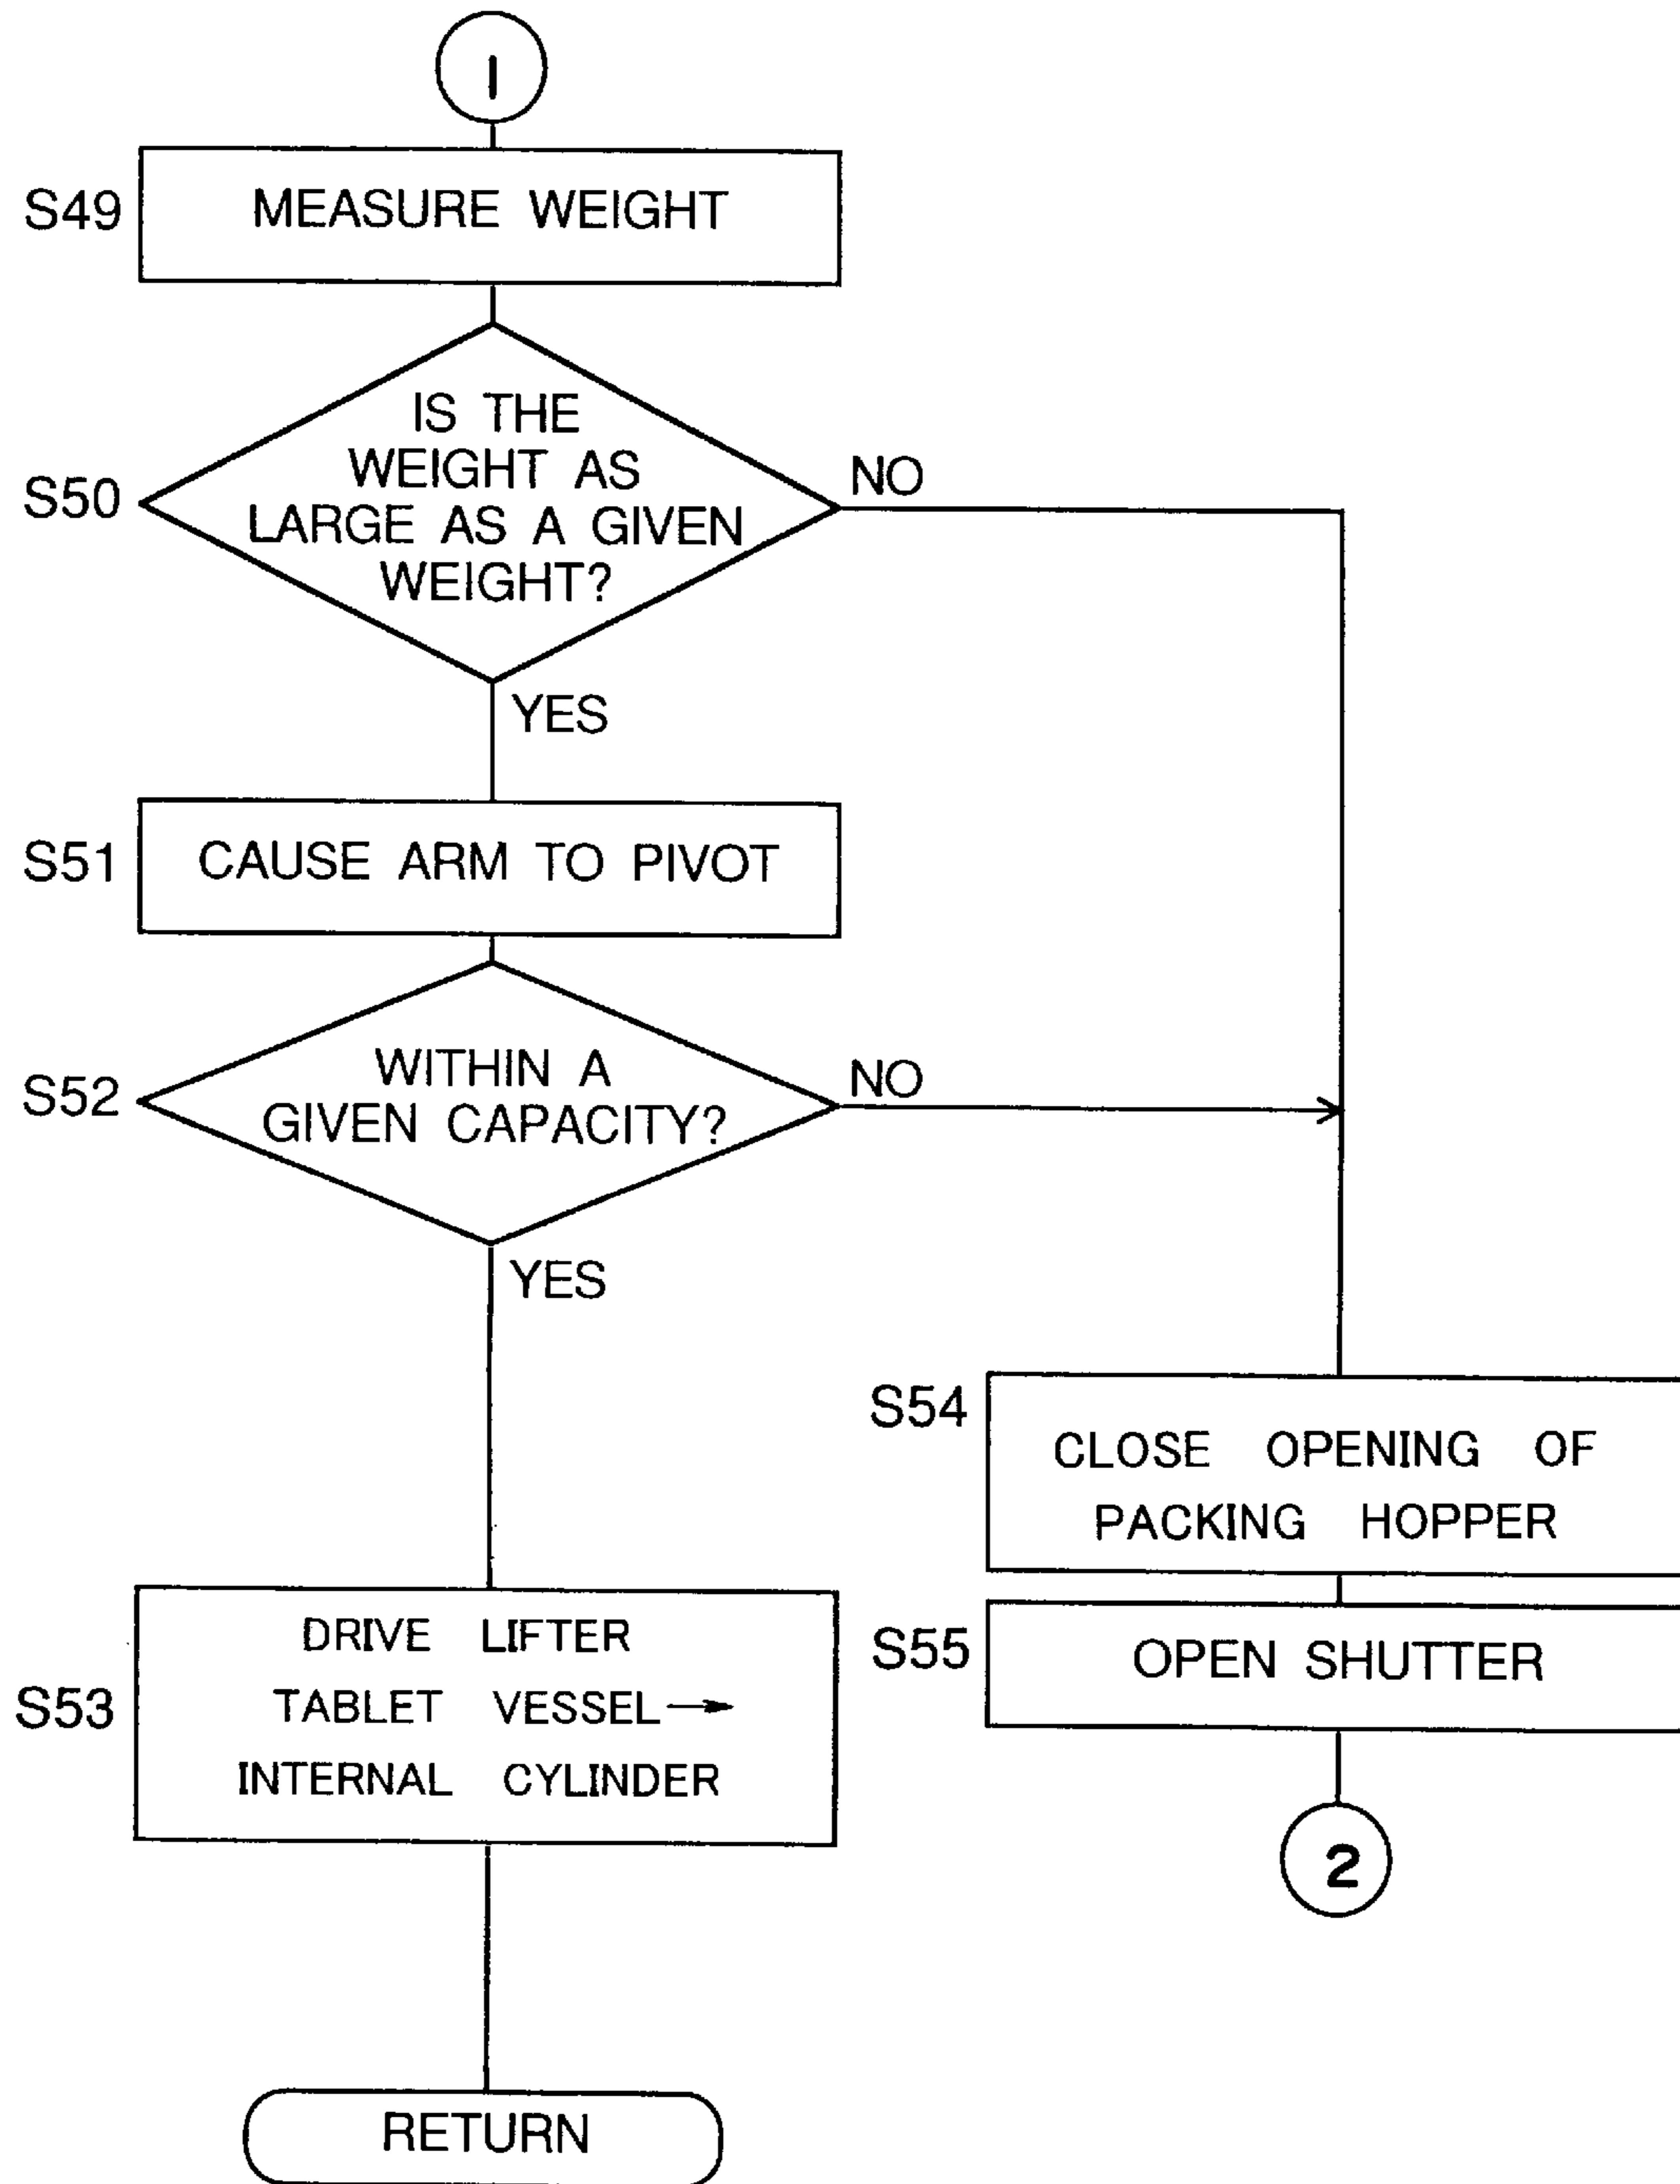 1
S49
MEASURE WEIGHT
S50
IS THE
WEIGHT AS
LARGE AS A GIVEN
WEIGHT?
NO
YES
S51
CAUSE ARM TO PIVOT
S52
WITHIN A
GIVEN CAPACITY?
NO
YES
S53
DRIVE LIFTER
TABLET VESSEL→
INTERNAL CYLINDER
RETURN
S54
CLOSE OPENING OF
PACKING HOPPER
S55
OPEN SHUTTER
2